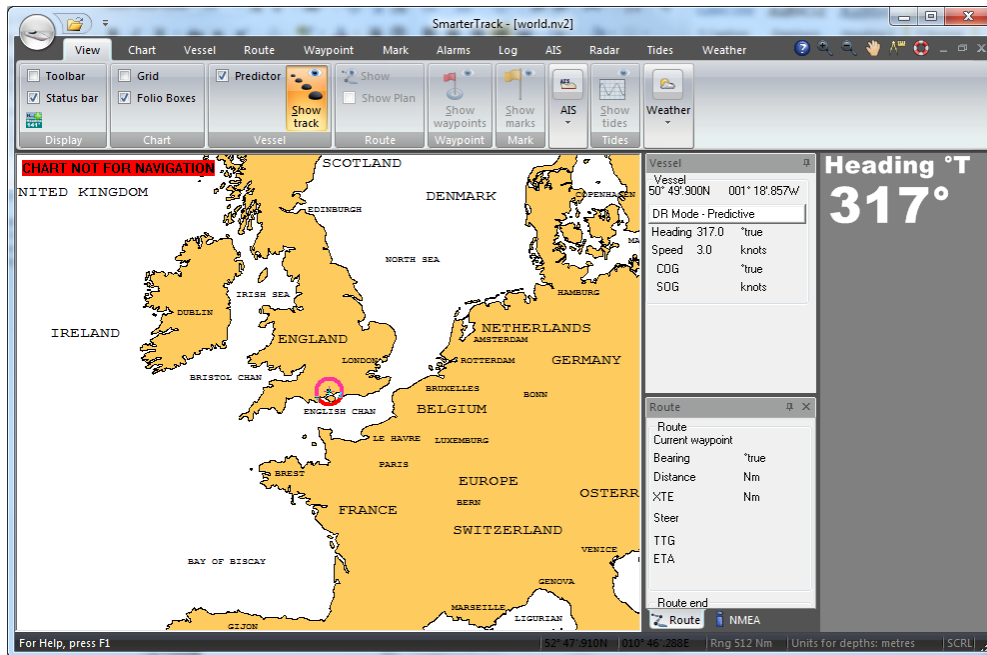 SmarterTrack - [world.nv2]
View Chart Vessel Route Waypoint Mark Alarms Log AIS Radar Tides Weather
Toolbar
Status bar
Display
Grid
Folio Boxes
Chart
Predictor
Show track
Vessel
Show
Show Plan
Route
Show waypoints
Waypoint
Show marks
Mark
AIS
Show tides
Tides
Weather
CHART NOT FOR NAVIGATION
SCOTLAND
NITED KINGDOM
DENMARK
COPENHAGEN
EDINBURGH
MA
NORTH SEA
IRISH SEA
HAMBURG
DUBLIN
IRELAND
ENGLAND
NETHERLANDS
AMSTERDAM
LONDON
ROTTERDAM
GERMANY
BRISTOL CHAN
BRUXELLES
BONN
ENGLISH CHAN
BELGIUM
LE HAVRE
LUXEMBURG
PARIS
BREST
EUROPE
OSTERR
BERN
FRANCE
SWITZERLAND
VENICE
BAY OF BISCAY
GENOVA
MARSEILLE
LIGURIAN
GIJON
Vessel
Vessel
50° 49'.900N 001° 18'.857W
DR Mode - Predictive
Heading 317.0 °true
Speed 3.0 knots
COG °true
SOG knots
Route
Route
Current waypoint
Bearing °true
Distance Nm
XTE Nm
Steer
TTG
ETA
Route end
Route NMEA
Heading °T
317°
For Help, press F1
52° 47'.910N 010° 46'.288E Rng 512 Nm Units for depths: metres SCRL